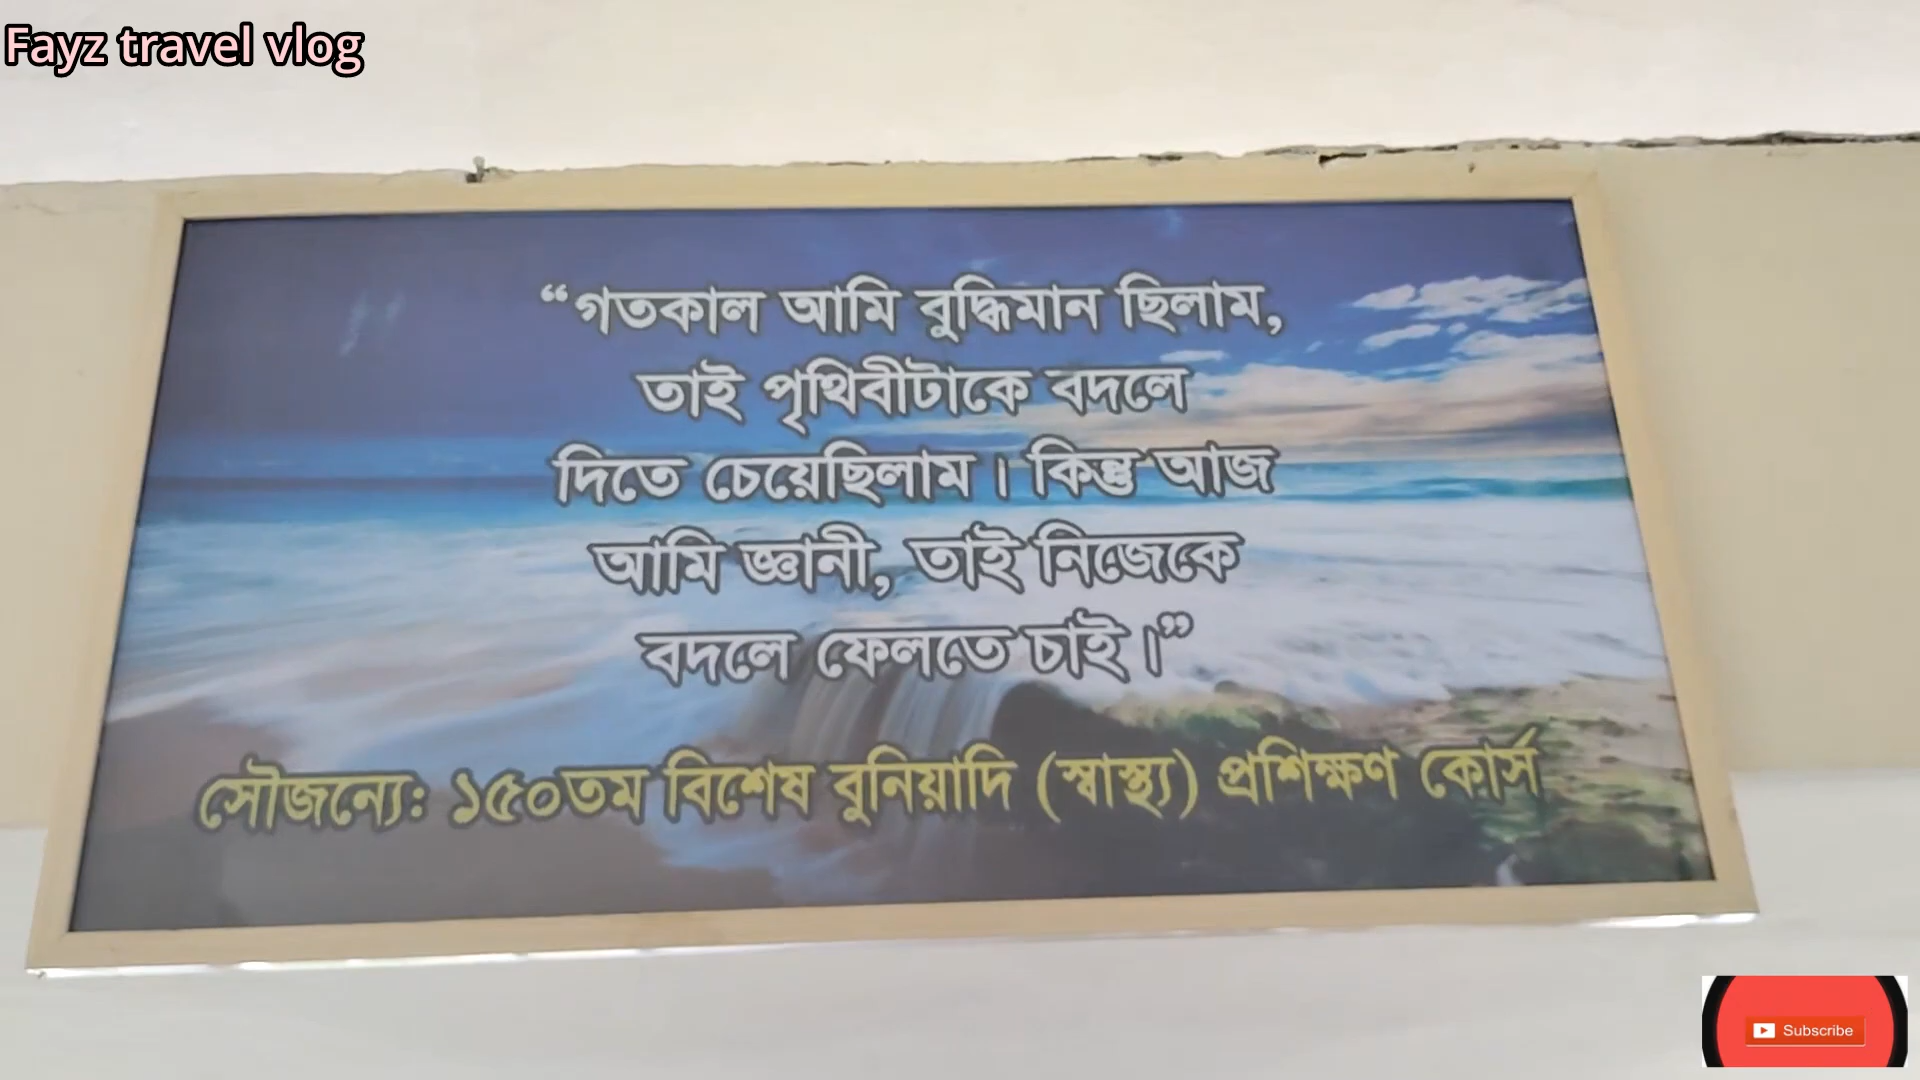 Fayz travel vlog
“গতকাল আমি বুদ্ধিমান ছিলাম,
তাই পৃথিবীটাকে বদলে
দিতে চেয়েছিলাম। কিন্তু আজ
আমি জ্ঞানী, তাই নিজেকে
বদলে ফেলতে চাই।”
সৌজন্যে: ১৫০তম বিশেষ বুনিয়াদি (স্বাস্থ্য) প্রশিক্ষণ কোর্স
Subscribe